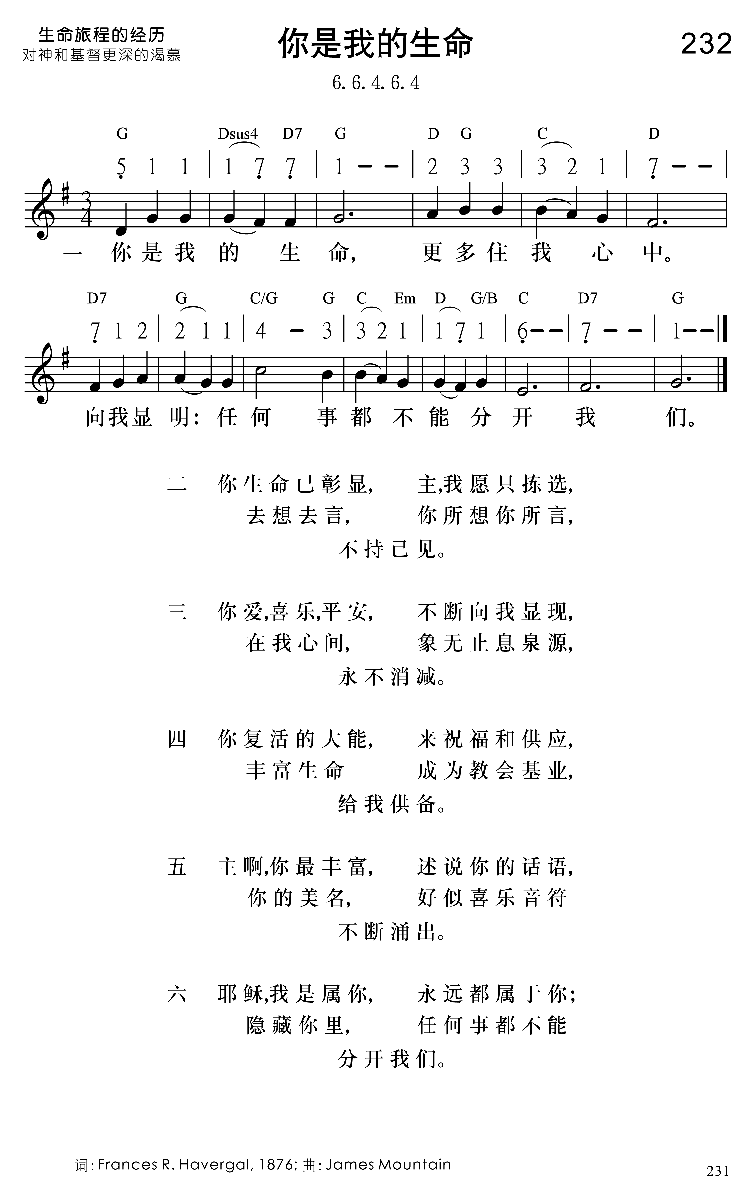 生命旅程的经历
对神和基督更深的渴慕
你是我的生命
232
6. 6. 4. 6. 4
G Dsus4 D7 G D G C D
5 1 1 | 1 7 7 | 1 – – | 2 3 3 | 3 2 1 | 7 – – |
3
4
一 你是我 的 生 命, 更多住 我 心 中。
D7 G C/G G C Em D G/B C D7 G
7 1 2 | 2 1 1 | 4 – 3 | 3 2 1 | 1 7 1 | 6 – – | 7 – – | 1 – –
向我显 明: 任 何 事 都 不 能 分 开 我 们。
二 你生命已彰显, 主,我愿只拣选,
去想去言, 你所想你所言,
不持己见。
三 你爱,喜乐,平安, 不断向我显现,
在我心间, 象无止息泉源,
永不消减。
四 你复活的大能, 来祝福和供应,
丰富生命 成为教会基业,
给我供备。
五 主啊,你最丰富, 述说你的话语,
你的美名, 好似喜乐音符
不断涌出。
六 耶稣,我是属你, 永远都属于你;
隐藏你里, 任何事都不能
分开我们。
词: Frances R. Havergal, 1876; 曲: James Mountain
231